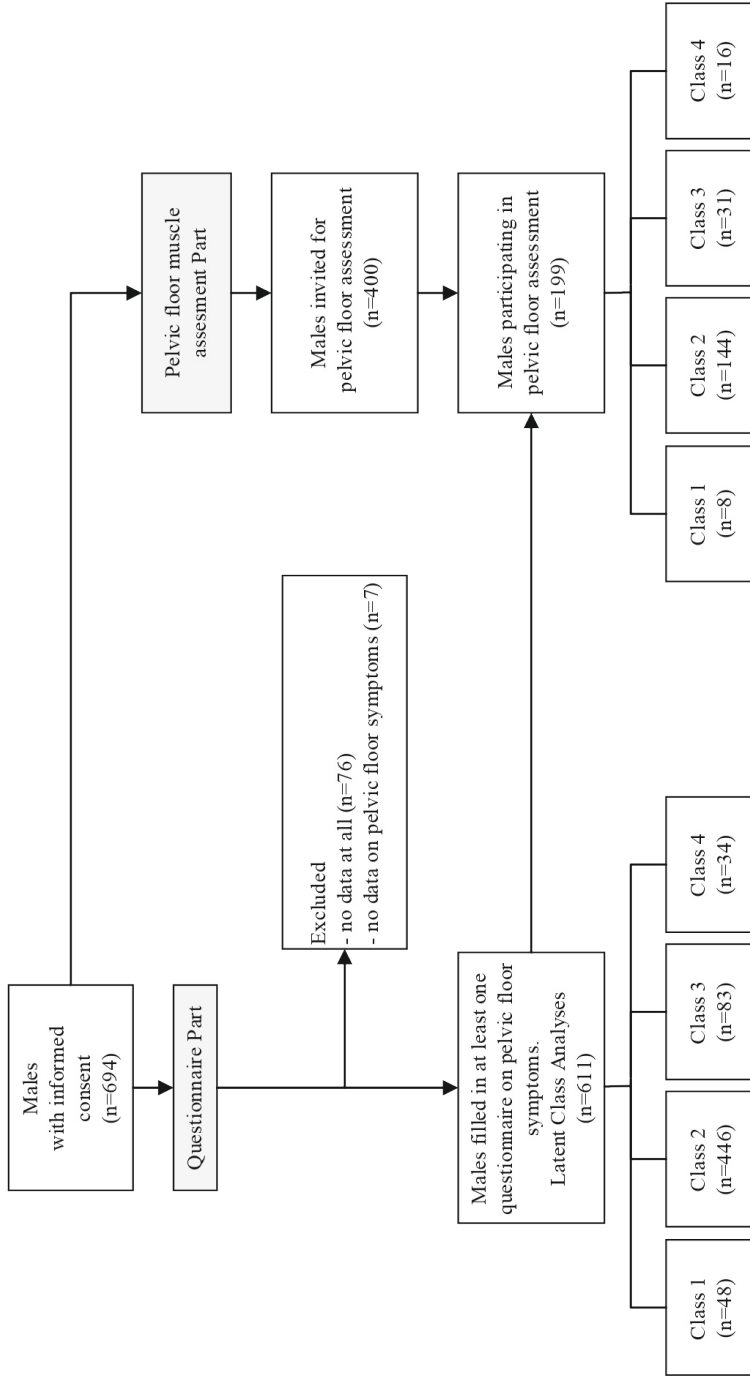 Males
with informed
consent
(n=694)
Questionnaire Part
Excluded
- no data at all (n=76)
- no data on pelvic floor symptoms (n=7)
Males filled in at least one
questionnaire on pelvic floor
symptoms.
Latent Class Analyses
(n=611)
Class 1
(n=48)
Class 2
(n=446)
Class 3
(n=83)
Class 4
(n=34)
Pelvic floor muscle
assesment Part
Males invited for
pelvic floor assessment
(n=400)
Males participating in
pelvic floor assessment
(n=199)
Class 1
(n=8)
Class 2
(n=144)
Class 3
(n=31)
Class 4
(n=16)